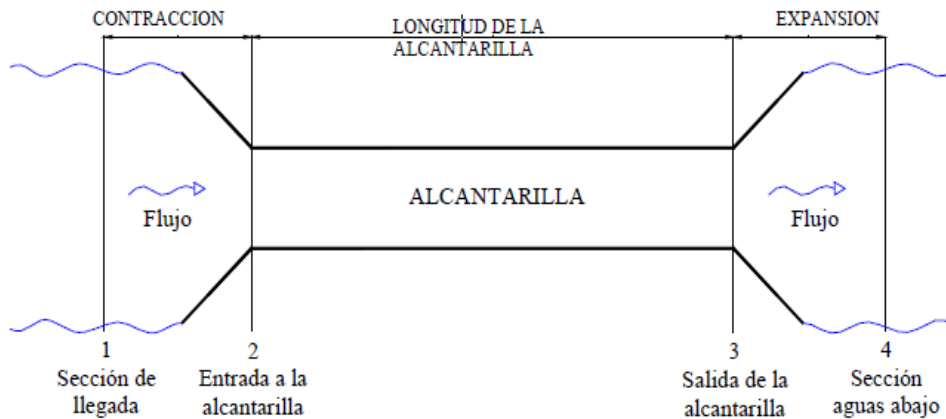 CONTRACCION
LONGITUD DE LA
ALCANTARILLA
EXPANSION
ALCANTARILLA
Flujo
Flujo
1
Sección de
llegada
2
Entrada a la
alcantarilla
3
Salida de la
alcantarilla
4
Sección
aguas abajo